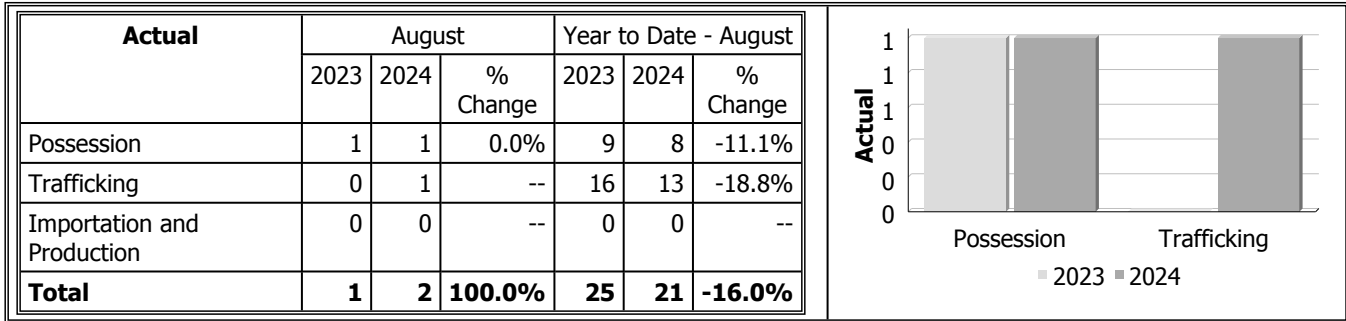 Actual August Year to Date - August
2023 2024 % Change 2023 2024 % Change
Possession 1 1 0.0% 9 8 -11.1%
Trafficking 0 1 -- 16 13 -18.8%
Importation and Production 0 0 -- 0 0 --
Total 1 2 100.0% 25 21 -16.0%
Actual
1
1
1
0
0
0
Possession Trafficking
2023 2024